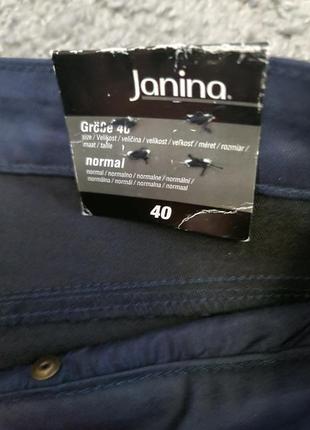 Janina.
Größe 40
size / Velikost / veličina / velikost / veľkosť / méret / rozmiar /
maat / taille
normal
normal / normalno / normalne / normální /
normálna / normál / normalna / normaal
40